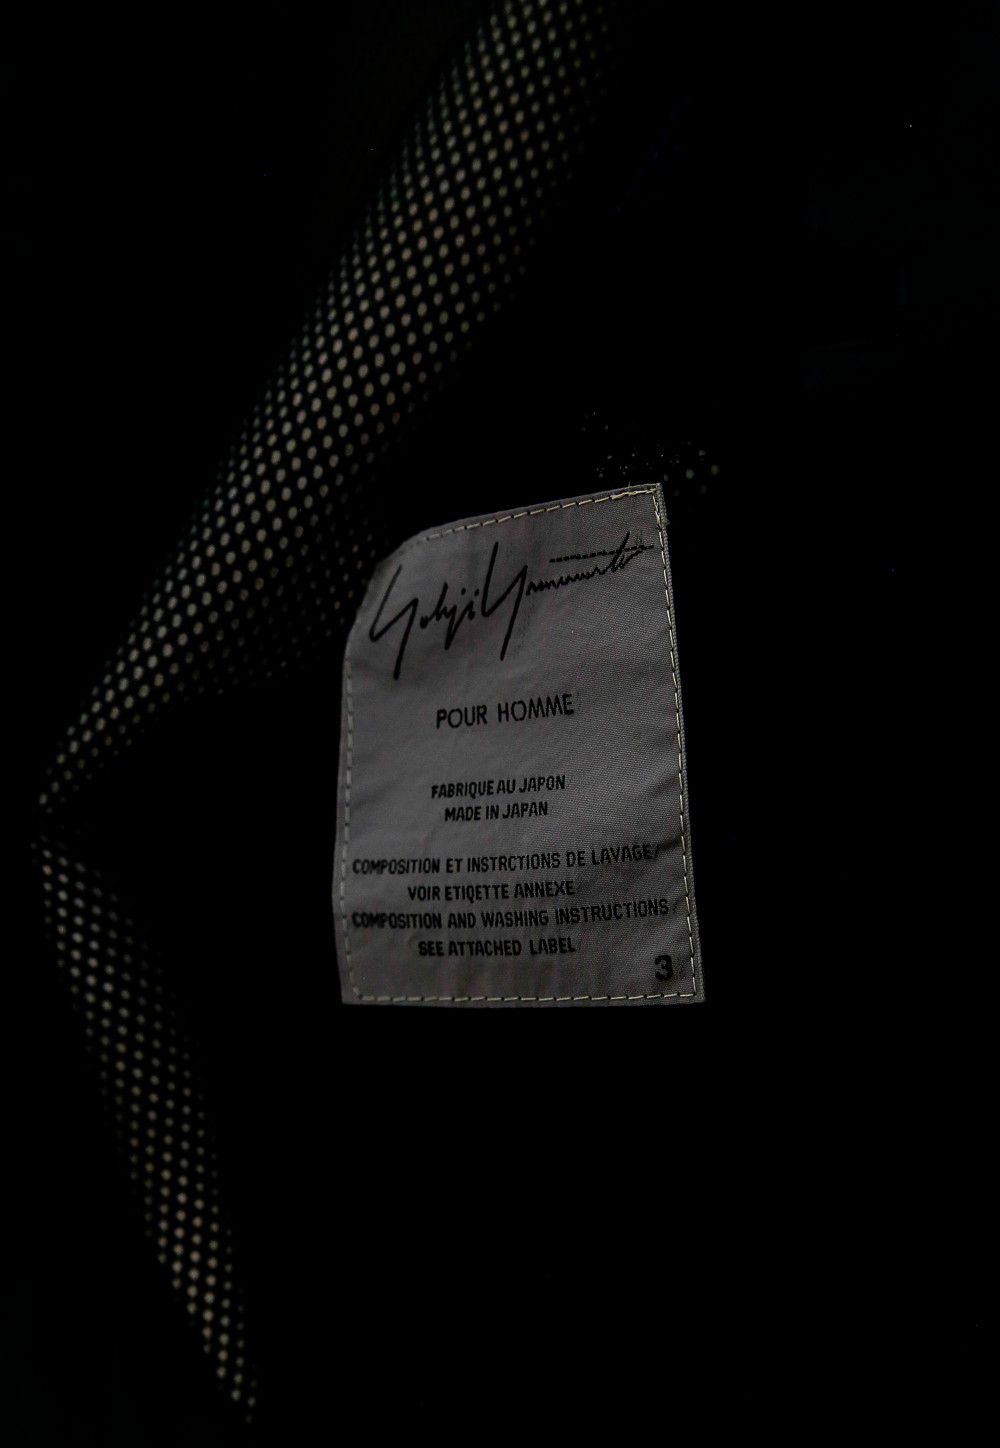 Yohji Yamamoto
POUR HOMME
FABRIQUE AU JAPON
MADE IN JAPAN
COMPOSITION ET INSTRCTIONS DE LAVAGE/
VOIR ETIQETTE ANNEXE
COMPOSITION AND WASHING INSTRUCTIONS/
SEE ATTACHED LABEL
3